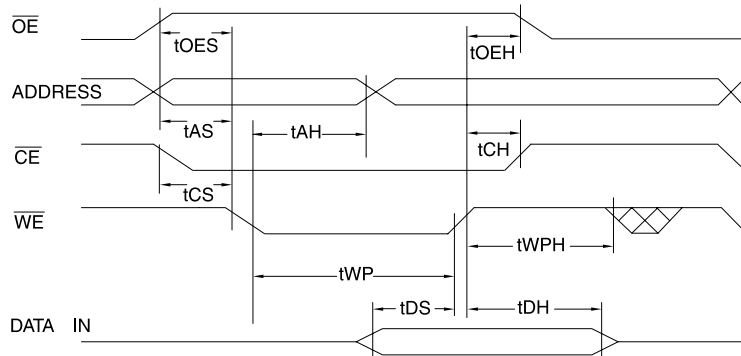 OE
tOES
tOEH
ADDRESS
tAS
tAH
tCH
CE
tCS
WE
tWPH
tWP
tDS
tDH
DATA IN